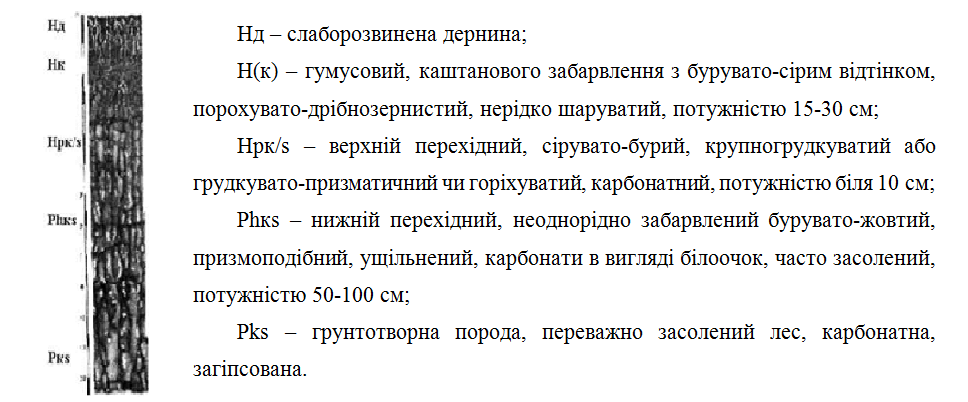 Нд
Нк
Нрк/s
Phкs
Pкs
Нд – слаборозвинена дернина;
Н(к) – гумусовий, каштанового забарвлення з бурувато-сірим відтінком,
порохувато-дрібнозернистий, нерідко шаруватий, потужністю 15-30 см;
Нрк/s – верхній перехідний, сірувато-бурий, крупногрудкуватий або
грудкувато-призматичний чи горіхуватий, карбонатний, потужністю біля 10 см;
Phкs – нижній перехідний, неоднорідно забарвлений бурувато-жовтий,
призмоподібний, ущільнений, карбонати в вигляді білоочок, часто засолений,
потужністю 50-100 см;
Pks – грунтотворна порода, переважно засолений лес, карбонатна,
загіпсована.